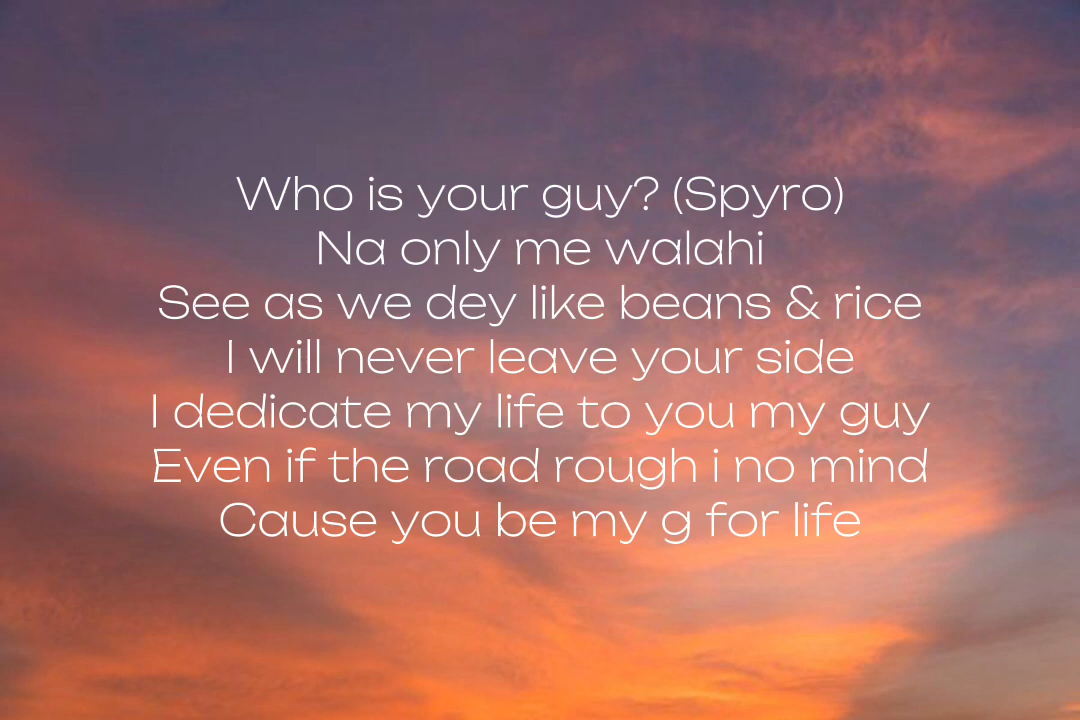 Who is your guy? (Spyro)
Na only me walahi
See as we dey like beans & rice
I will never leave your side
I dedicate my life to you my guy
Even if the road rough i no mind
Cause you be my g for life